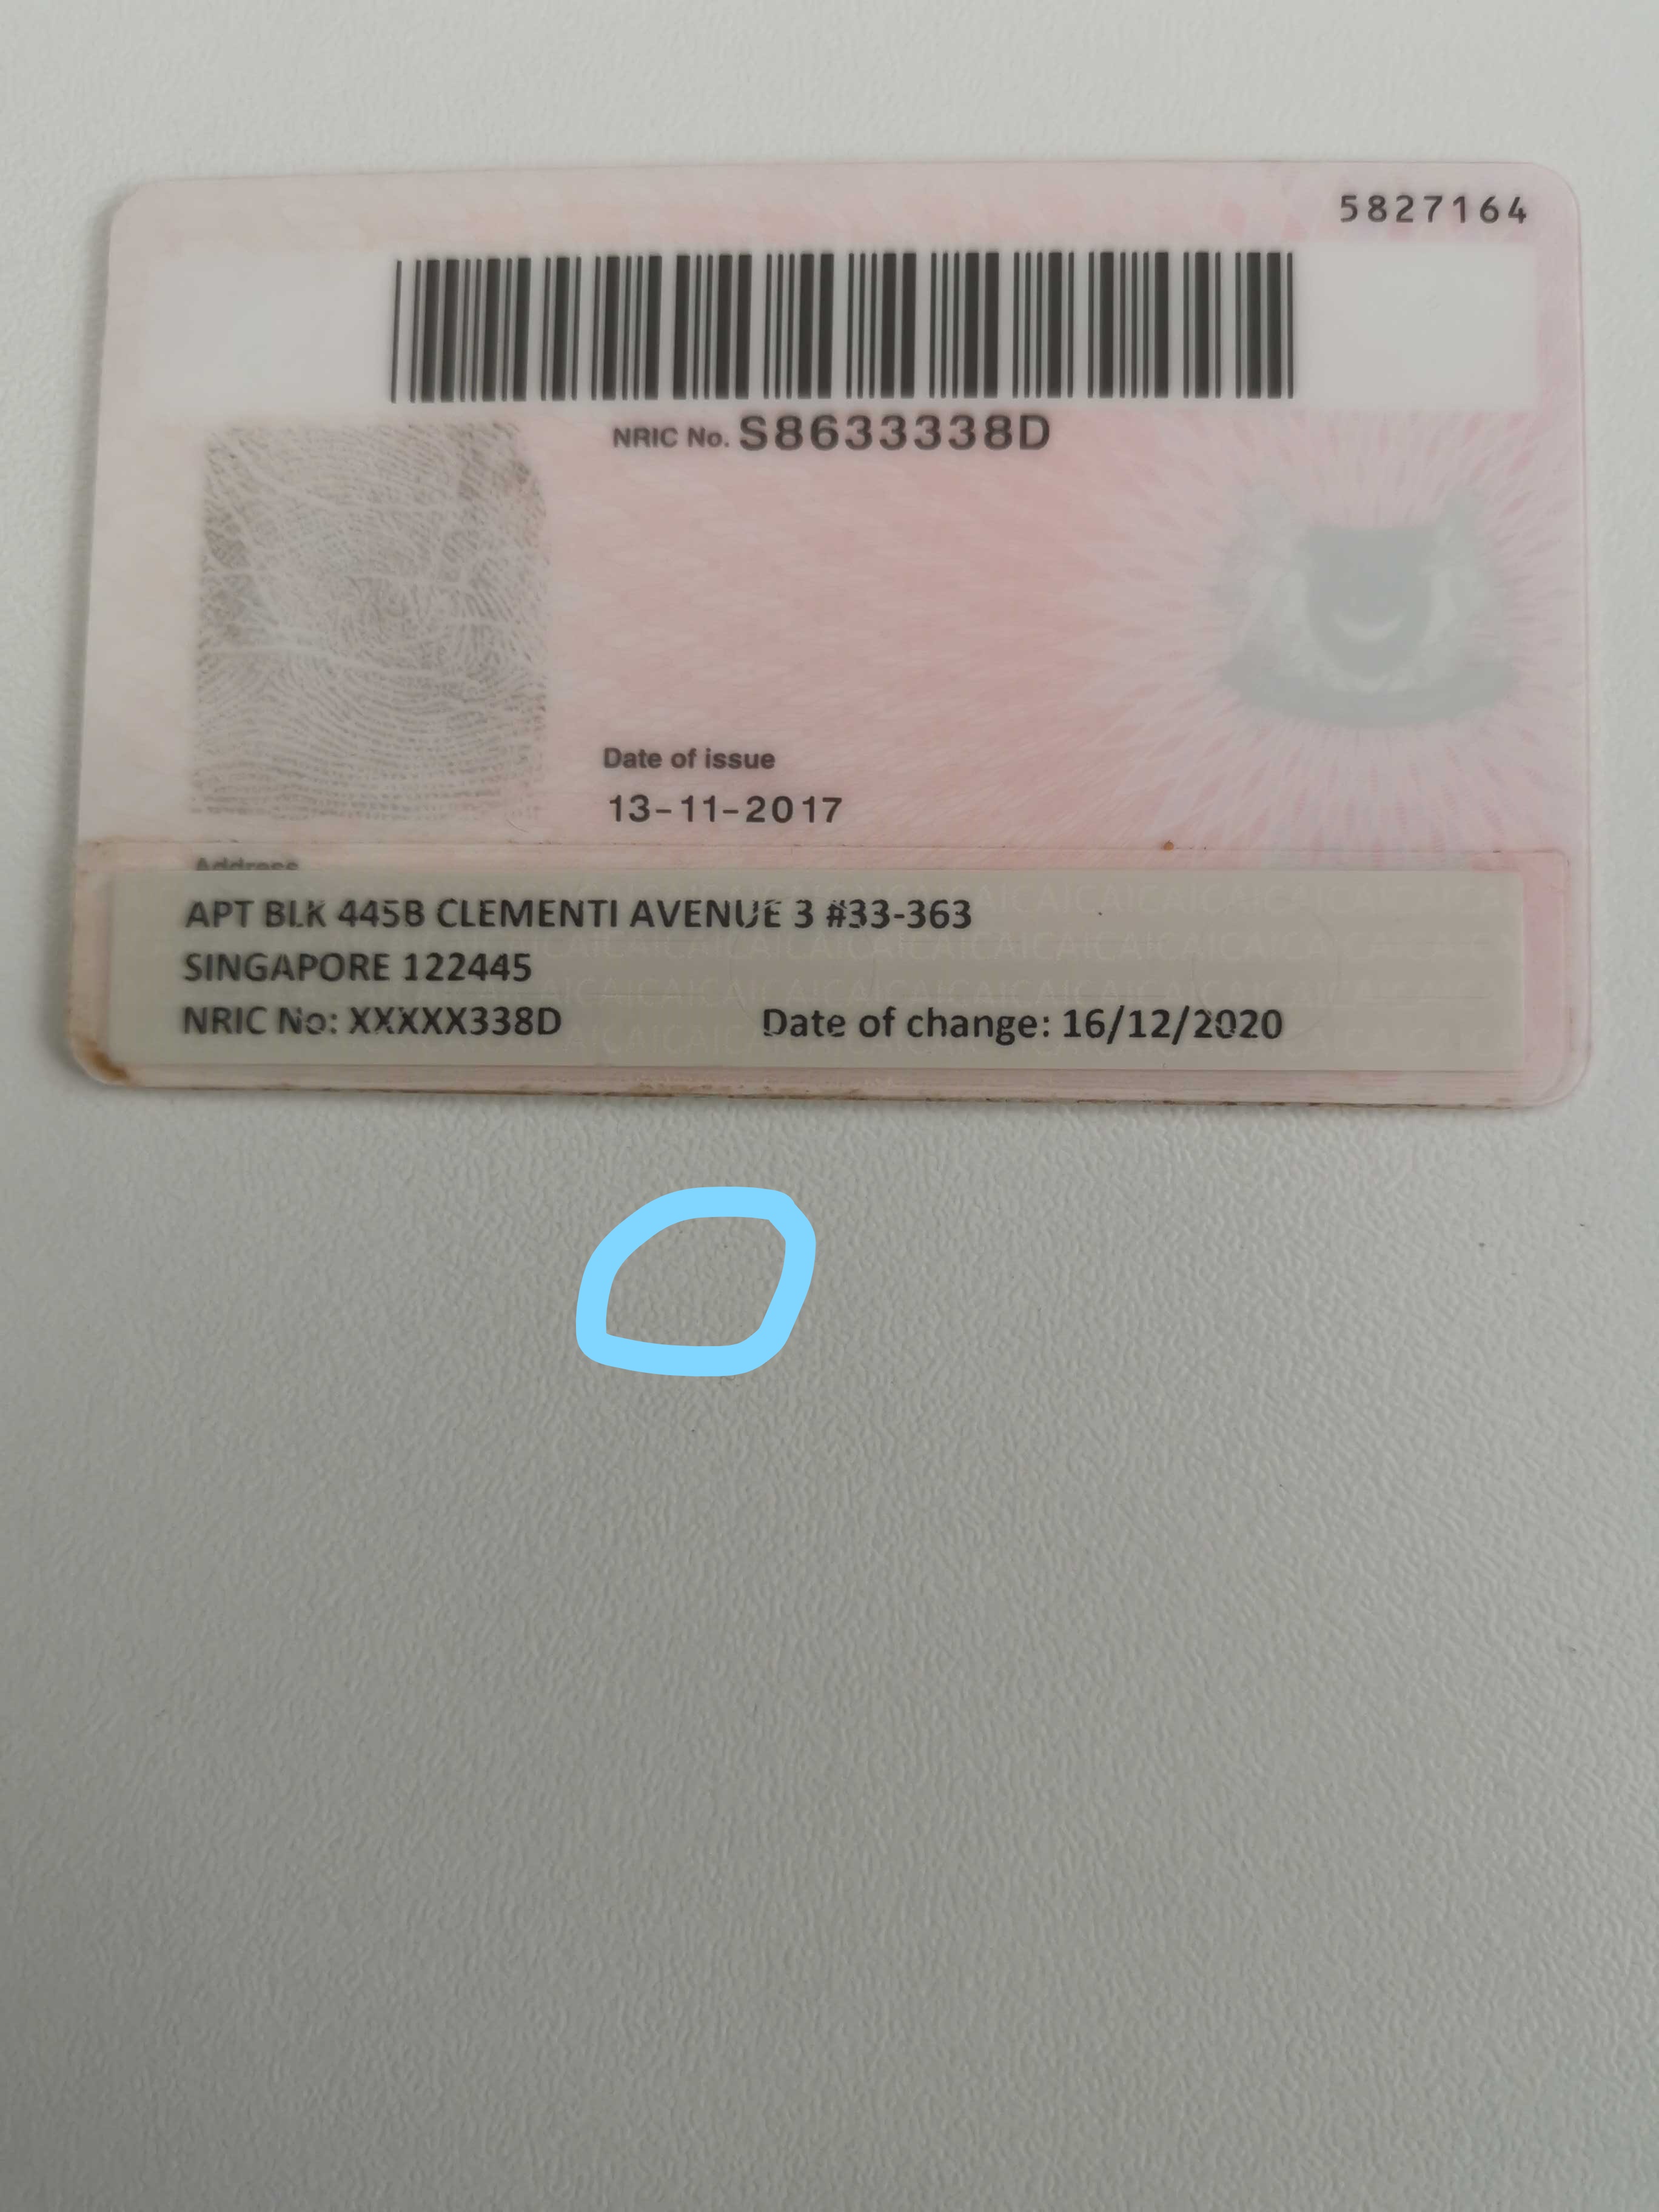 5827164
NRIC No. S8633338D
Date of issue
13-11-2017
Address
APT BLK 445B CLEMENTI AVENUE 3 #33-363
SINGAPORE 122445
NRIC No: XXXXX338D Date of change: 16/12/2020